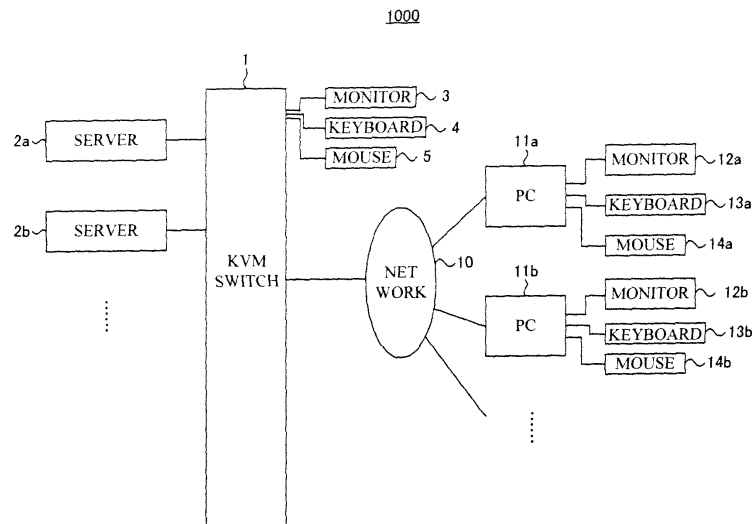 1000
1
MONITOR 3
KEYBOARD 4
MOUSE 5
2a SERVER
2b SERVER
KVM
SWITCH
NET
WORK
10
11a
PC
MONITOR 12a
KEYBOARD 13a
MOUSE 14a
11b
PC
MONITOR 12b
KEYBOARD 13b
MOUSE 14b